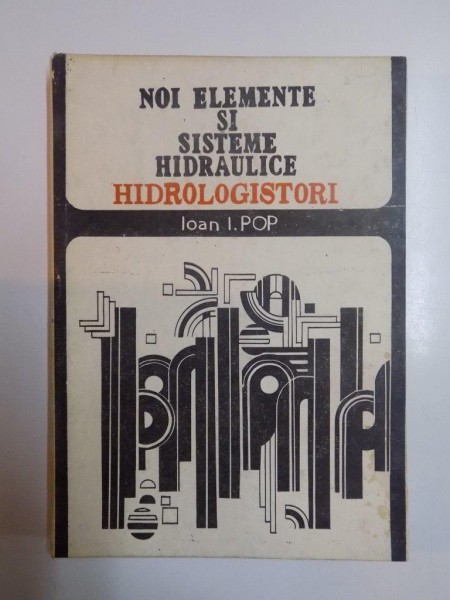 NOI ELEMENTE
SI
SISTEME
HIDRAULICE
HIDROLOGISTORI
Ioan I. POP